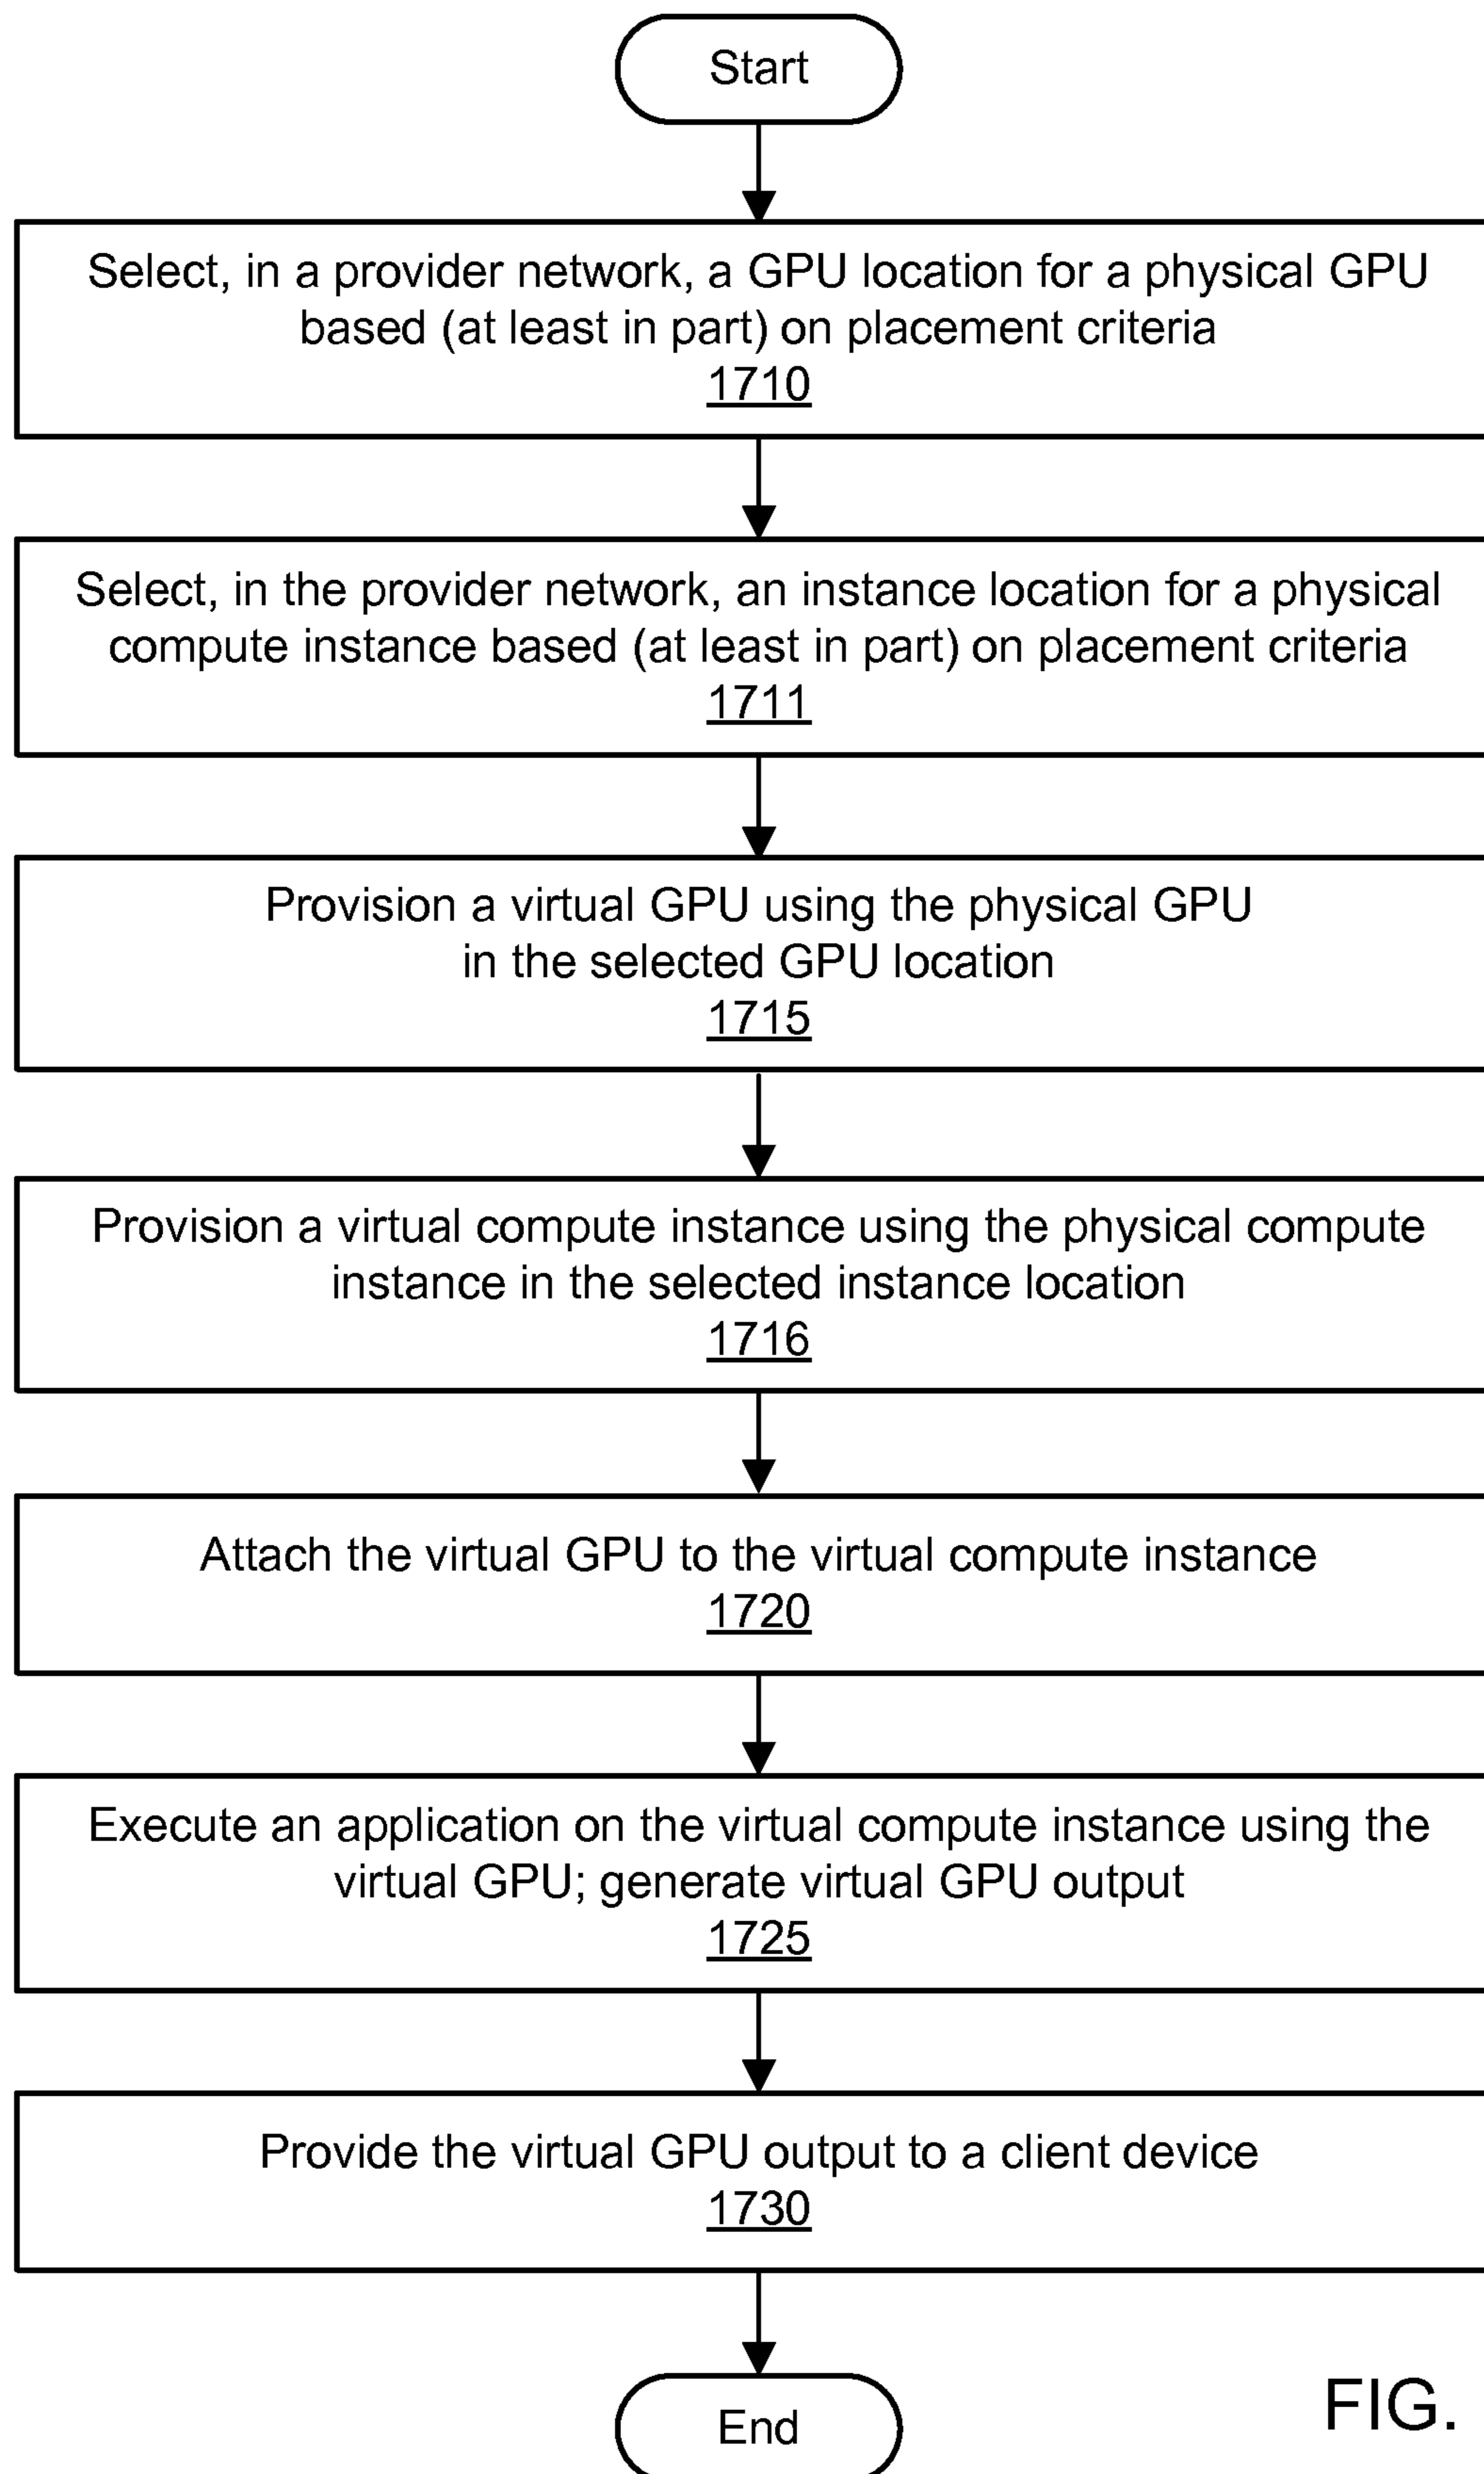 Start
Select, in a provider network, a GPU location for a physical GPU
based (at least in part) on placement criteria
1710
Select, in the provider network, an instance location for a physical
compute instance based (at least in part) on placement criteria
1711
Provision a virtual GPU using the physical GPU
in the selected GPU location
1715
Provision a virtual compute instance using the physical compute
instance in the selected instance location
1716
Attach the virtual GPU to the virtual compute instance
1720
Execute an application on the virtual compute instance using the
virtual GPU; generate virtual GPU output
1725
Provide the virtual GPU output to a client device
1730
End
FIG.